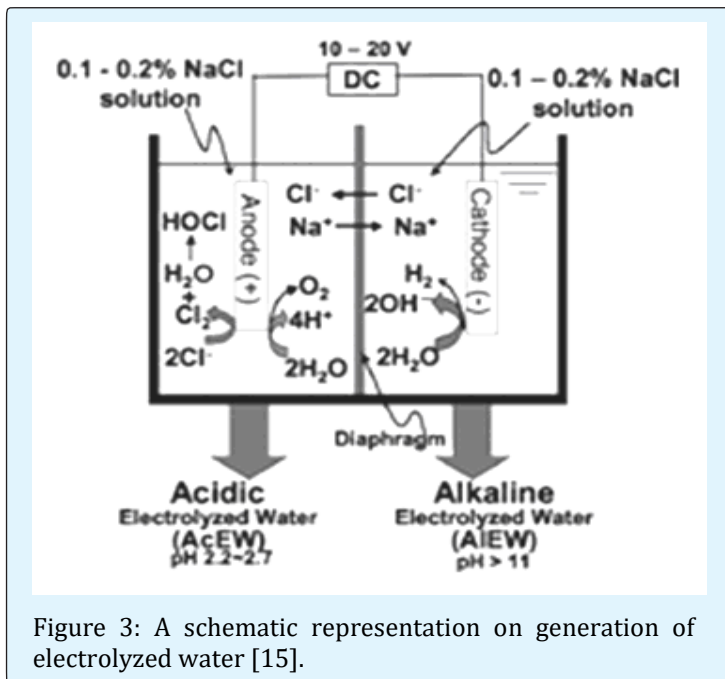 10 – 20 V
DC
0.1 - 0.2% NaCl
solution
0.1 – 0.2% NaCl
solution
Anode (+)
Cathode (-)
Cl⁻
Cl⁻
Na⁺
Na⁺
HOCl
H₂O
+
Cl₂
2Cl⁻
O₂
4H⁺
2H₂O
H₂
2OH⁻
2H₂O
Diaphragm
Acidic
Electrolyzed Water
(AcEW)
pH 2.2~2.7
Alkaline
Electrolyzed Water
(AlEW)
pH > 11
Figure 3: A schematic representation on generation of
electrolyzed water [15].